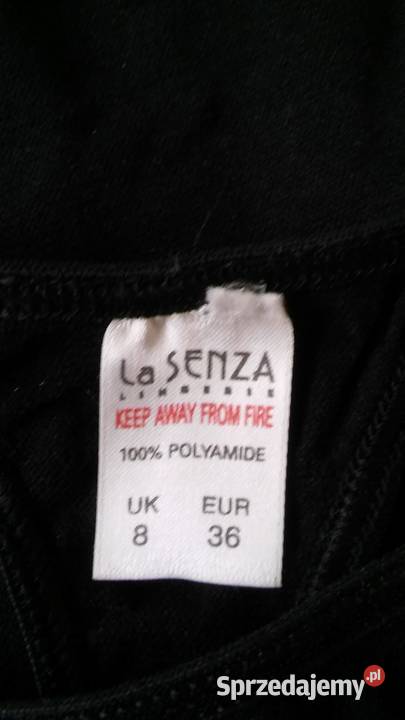 La SENZA
LINGERIE
KEEP AWAY FROM FIRE
100% POLYAMIDE
UK EUR
8 36
Sprzedajemy.pl